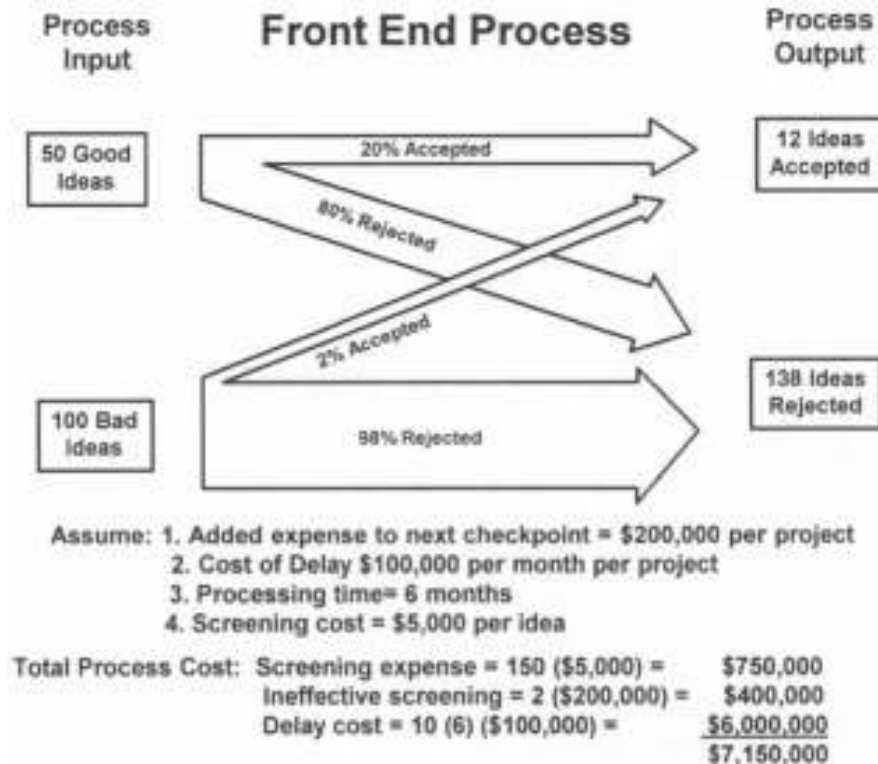 Process
Input
Front End Process
Process
Output
50 Good
Ideas
20% Accepted
12 Ideas
Accepted
80% Rejected
2% Accepted
100 Bad
Ideas
98% Rejected
138 Ideas
Rejected
Assume: 1. Added expense to next checkpoint = $200,000 per project
2. Cost of Delay $100,000 per month per project
3. Processing time= 6 months
4. Screening cost = $5,000 per idea
Total Process Cost: Screening expense = 150 ($5,000) = $750,000
Ineffective screening = 2 ($200,000) = $400,000
Delay cost = 10 (6) ($100,000) = $6,000,000
$7,150,000